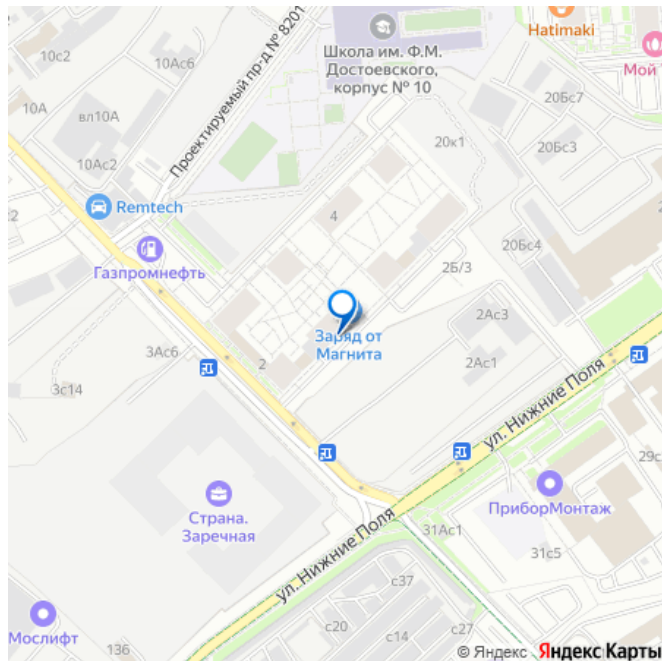 Hatimaki
Мой
10с2
10Ас6
Проектируемый пр-д № 8201
Школа им. Ф.М.
Достоевского,
корпус № 10
10А
вл10А
20Бс7
20к1
20Бс3
10Ас2
Remtech
4
20Бс4
Газпромнефть
2Б/3
2Ас3
Заряд от
Магнита
3Ас6
2
2Ас1
3с14
ул. Нижние Поля
29с
Страна.
Заречная
ПриборМонтаж
31Ас1
ул. Нижние Поля
31с5
с37
Мослифт
136
с20
с14
с27
© Яндекс Яндекс Карты